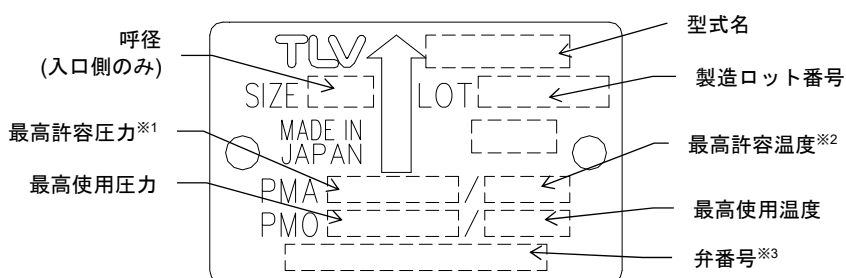 呼径
(入口側のみ)
最高許容圧力※1
最高使用圧力
TLV
SIZE
LOT
MADE IN
JAPAN
PMA
/
PMO
/
型式名
製造ロット番号
最高許容温度※2
最高使用温度
弁番号※3